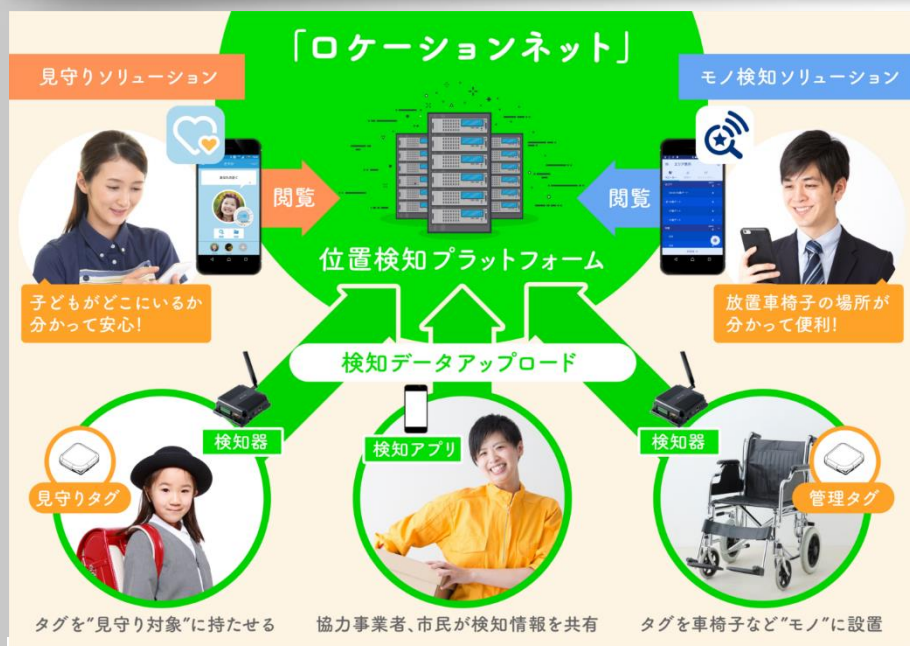 「ロケーションネット」
見守りソリューション
モノ検知ソリューション
閲覧
閲覧
位置検知プラットフォーム
子どもがどこにいるか
分かって安心!
放置車椅子の場所が
分かって便利!
検知データアップロード
検知器
検知アプリ
検知器
見守りタグ
管理タグ
タグを"見守り対象"に持たせる
協力事業者、市民が検知情報を共有
タグを車椅子など"モノ"に設置